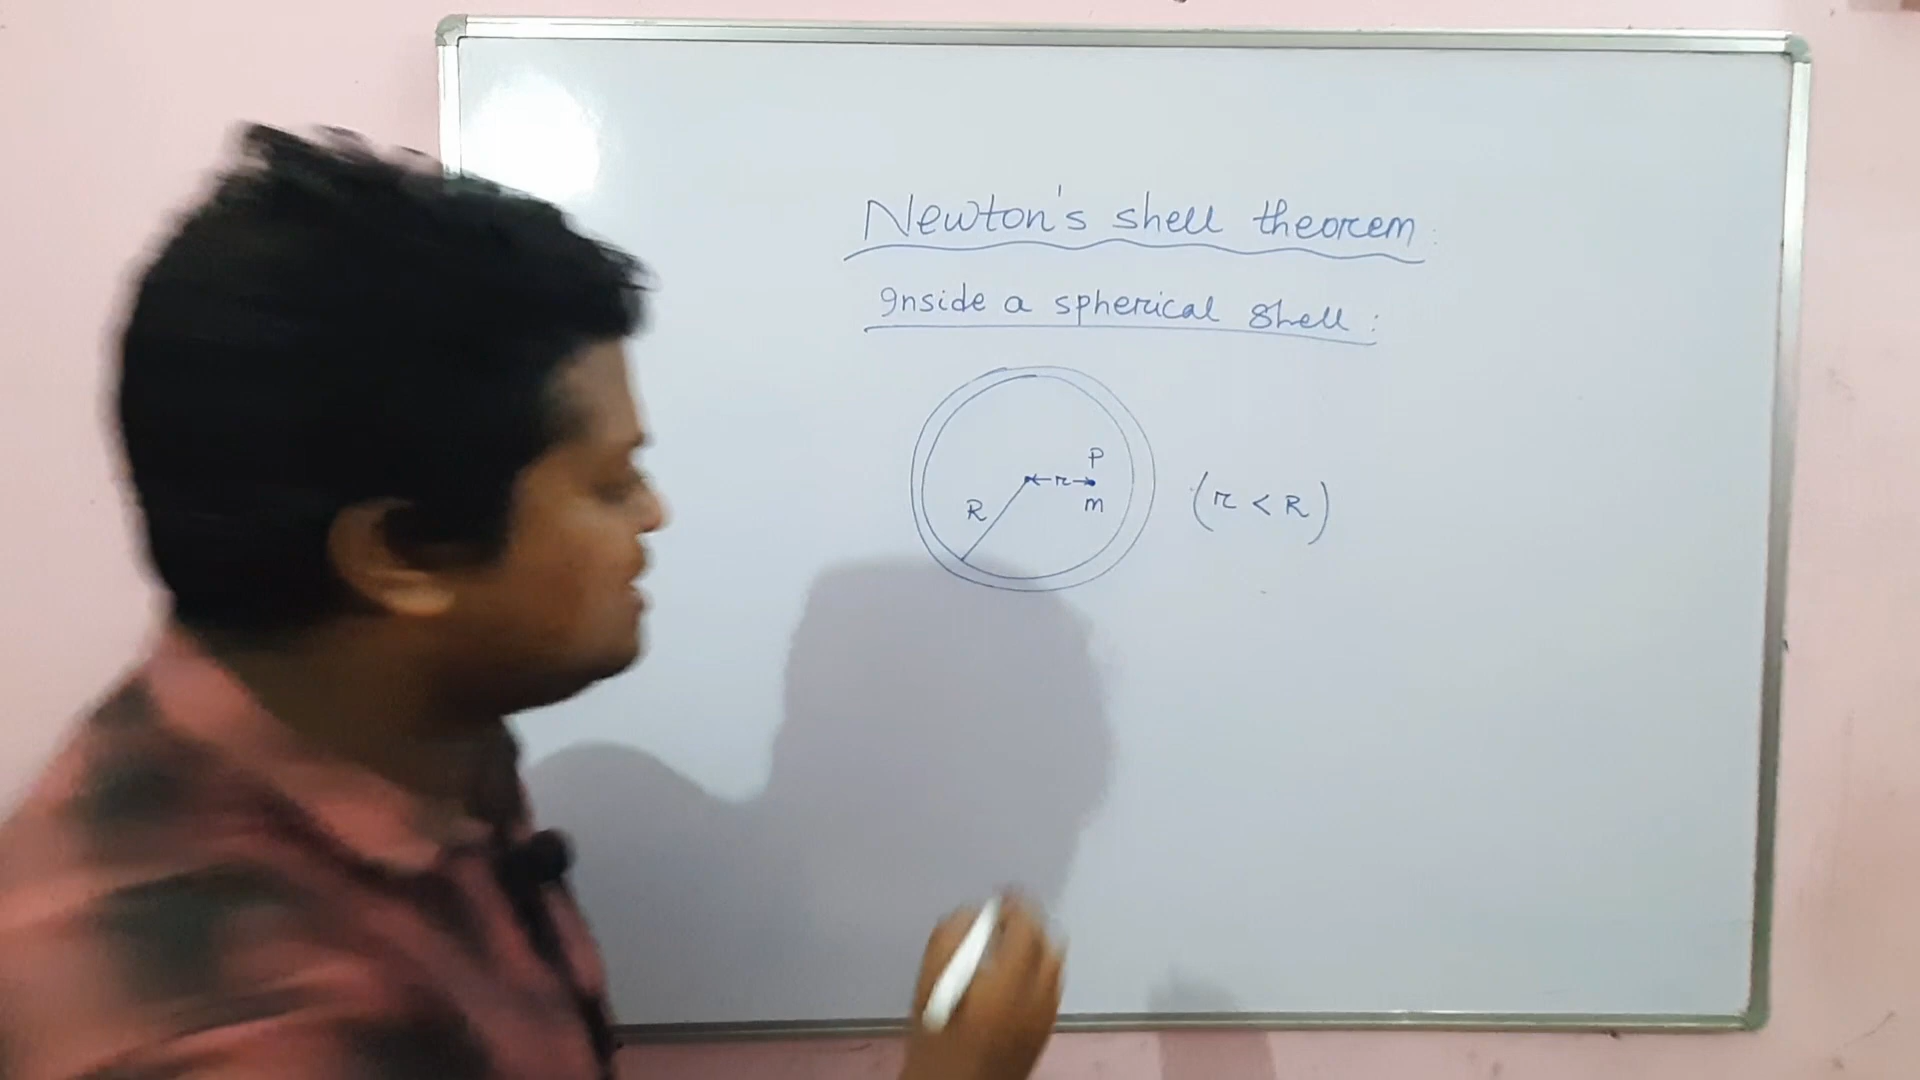 Newton's shell theorem:
Inside a spherical shell:
P
r
R
m
(r < R)